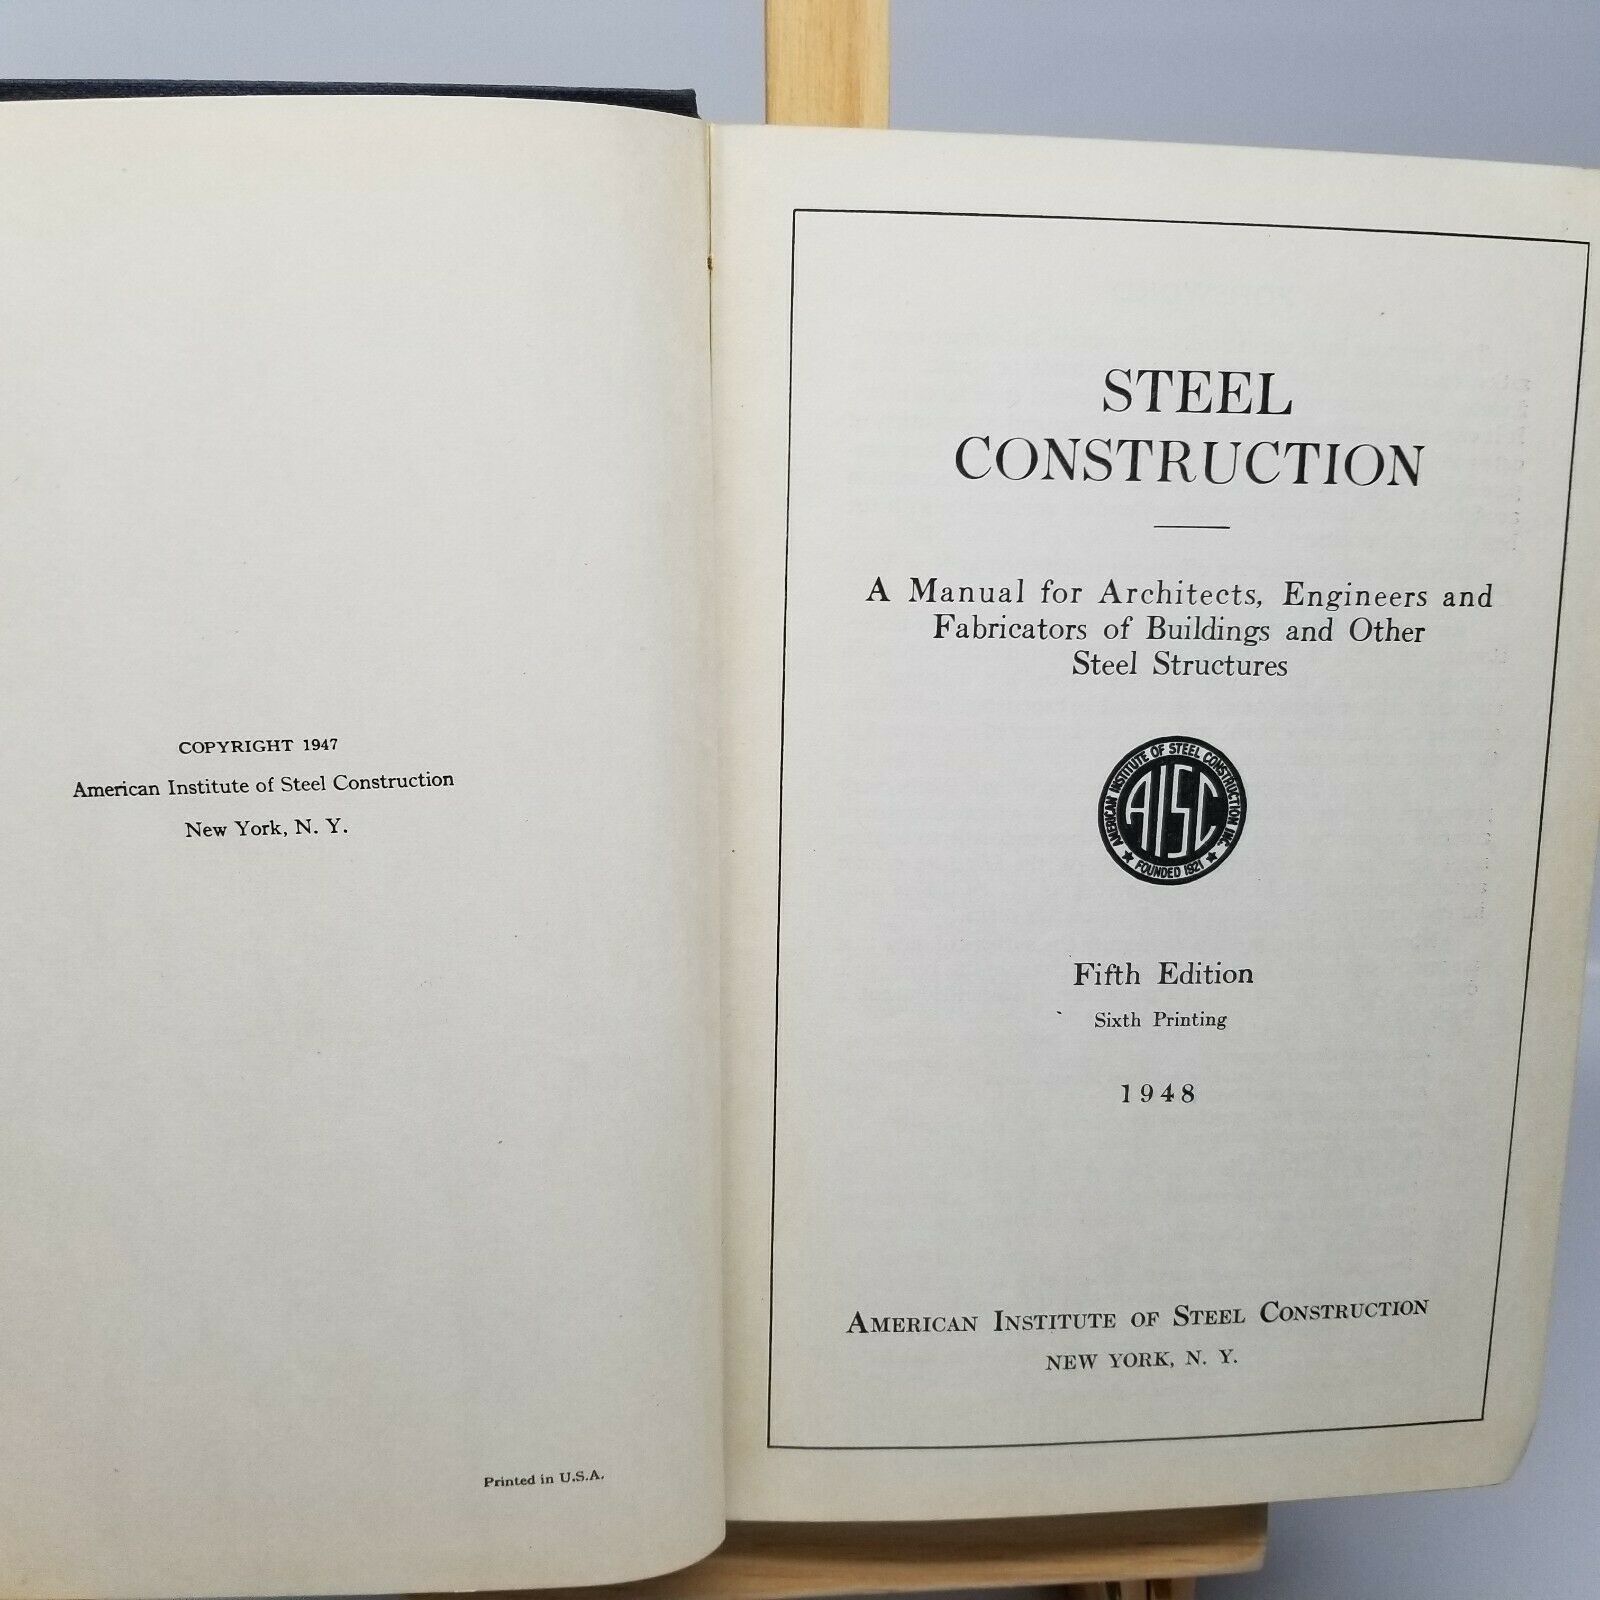 COPYRIGHT 1947
American Institute of Steel Construction
New York, N. Y.
Printed in U.S.A.
STEEL
CONSTRUCTION
A Manual for Architects, Engineers and
Fabricators of Buildings and Other
Steel Structures
AMERICAN INSTITUTE OF STEEL CONSTRUCTION INC.
AISC
FOUNDED 1921
Fifth Edition
Sixth Printing
1948
AMERICAN INSTITUTE OF STEEL CONSTRUCTION
NEW YORK, N. Y.